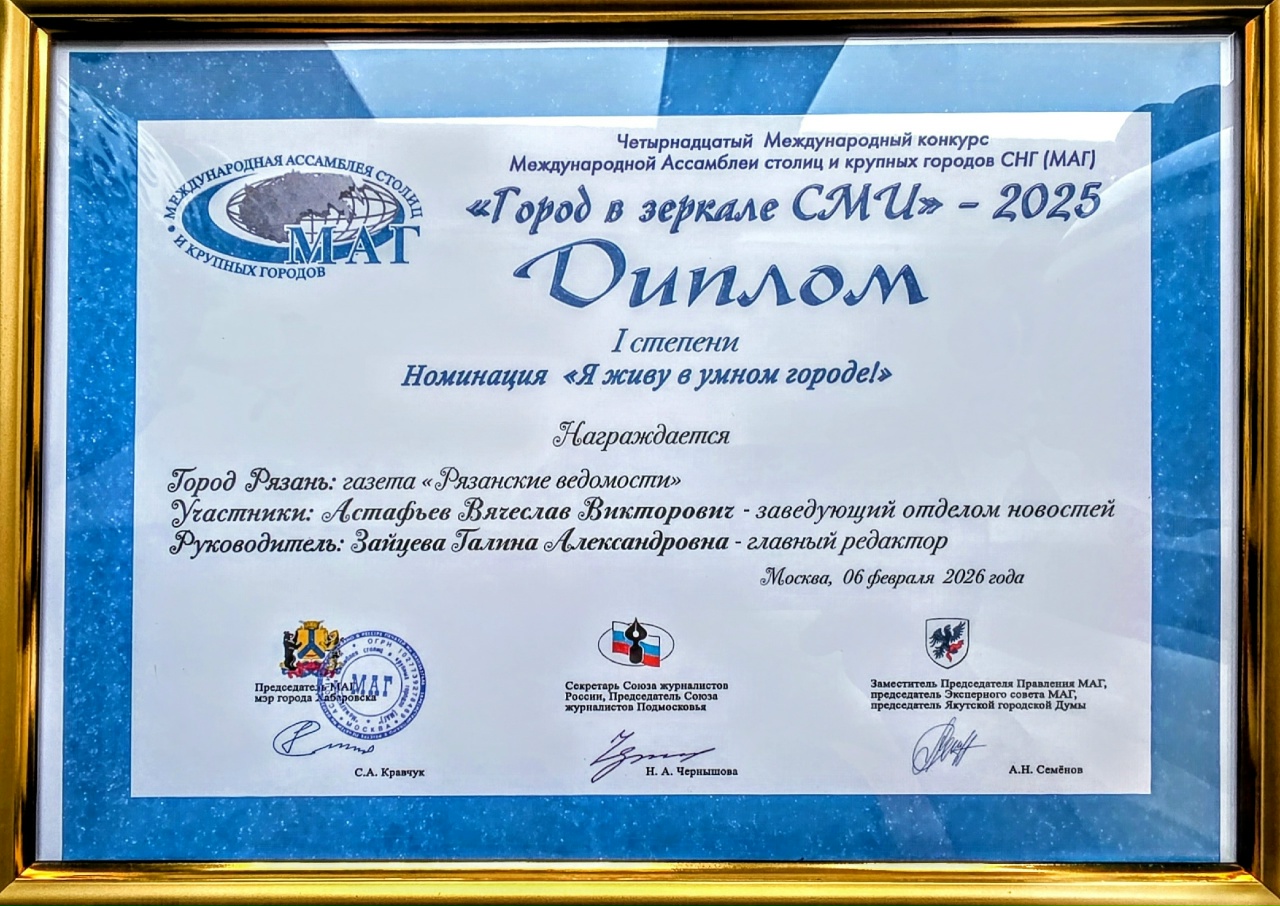 Четырнадцатый Международный конкурс
Международной Ассамблеи столиц и крупных городов СНГ (МАГ)
МЕЖДУНАРОДНАЯ АССАМБЛЕЯ СТОЛИЦ
И КРУПНЫХ ГОРОДОВ
МАГ
«Город в зеркале СМИ» - 2025
Диплом
I степени
Номинация «Я живу в умном городе!»
Награждается
Город Рязань: газета «Рязанские ведомости»
Участники: Астафьев Вячеслав Викторович - заведующий отделом новостей
Руководитель: Зайцева Галина Александровна - главный редактор
Москва, 06 февраля 2026 года
Председатель МАГ,
мэр города Хабаровска
МАГ
МОСКВА
С.А. Кравчук
Секретарь Союза журналистов
России, Председатель Союза
журналистов Подмосковья
Н. А. Чернышова
Заместитель Председателя Правления МАГ,
председатель Эксперного совета МАГ,
председатель Якутской городской Думы
А.Н. Семёнов